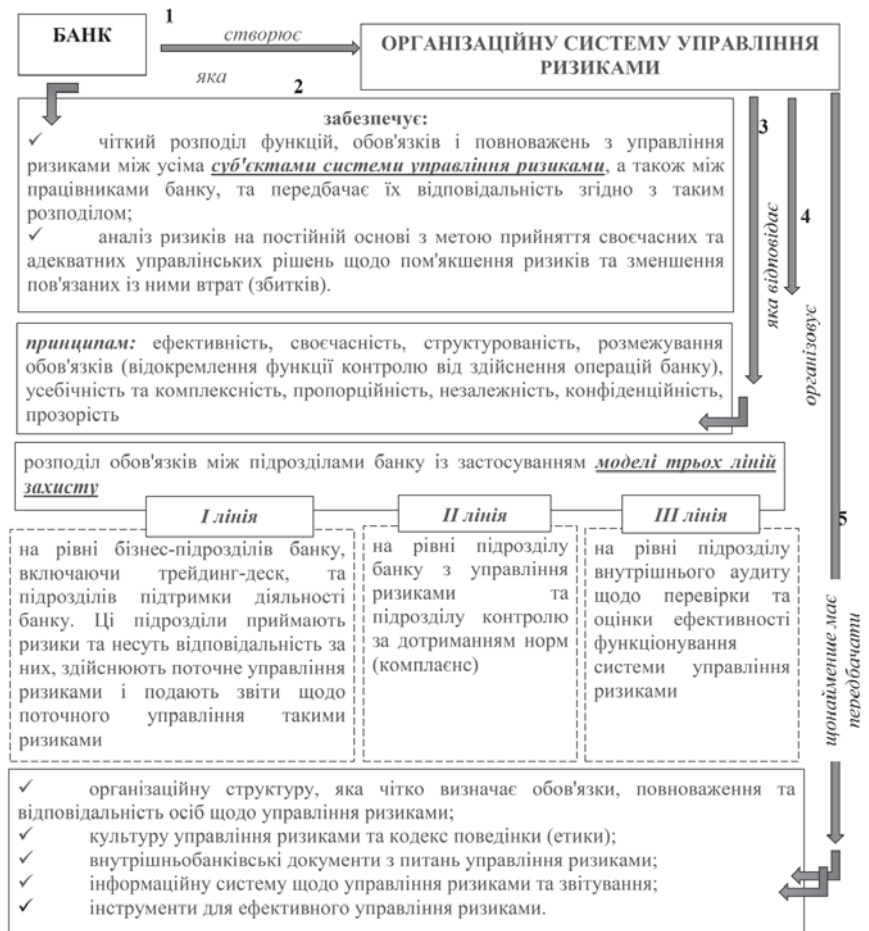 1
БАНК
створює
ОРГАНІЗАЦІЙНУ СИСТЕМУ УПРАВЛІННЯ
РИЗИКАМИ
яка
2
забезпечує:
✓ чіткий розподіл функцій, обов'язків і повноважень з управління
ризиками між усіма суб'єктами системи управління ризиками, а також між
працівниками банку, та передбачає їх відповідальність згідно з таким
розподілом;
✓ аналіз ризиків на постійній основі з метою прийняття своєчасних та
адекватних управлінських рішень щодо пом'якшення ризиків та зменшення
пов'язаних із ними втрат (збитків).
3
яка відповідає
4
організовує
принципам: ефективність, своєчасність, структурованість, розмежування
обов'язків (відокремлення функції контролю від здійснення операцій банку),
усебічність та комплексність, пропорційність, незалежність, конфіденційність,
прозорість
розподіл обов'язків між підрозділами банку із застосуванням моделі трьох ліній
захисту
І лінія
на рівні бізнес-підрозділів банку,
включаючи трейдинг-деск, та
підрозділів підтримки діяльності
банку. Ці підрозділи приймають
ризики та несуть відповідальність за
них, здійснюють поточне управління
ризиками і подають звіти щодо
поточного управління такими
ризиками
ІІ лінія
на рівні підрозділу
банку з управління
ризиками та
підрозділу контролю
за дотриманням норм
(комплаєнс)
ІІІ лінія
на рівні підрозділу
внутрішнього аудиту
щодо перевірки та
оцінки ефективності
функціонування
системи управління
ризиками
5
щонайменше має
передбачати
✓ організаційну структуру, яка чітко визначає обов'язки, повноваження та
відповідальність осіб щодо управління ризиками;
✓ культуру управління ризиками та кодекс поведінки (етики);
✓ внутрішньобанківські документи з питань управління ризиками;
✓ інформаційну систему щодо управління ризиками та звітування;
✓ інструменти для ефективного управління ризиками.